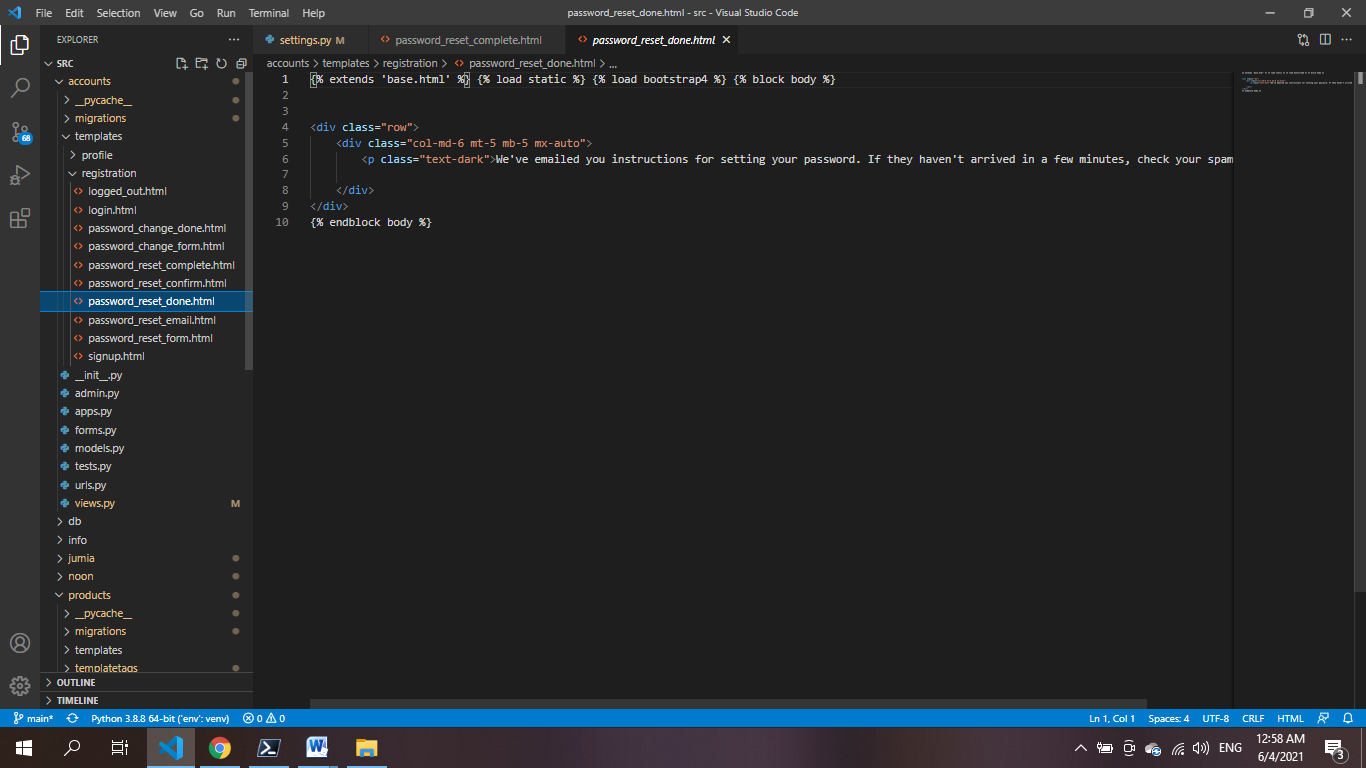 File Edit Selection View Go Run Terminal Help password_reset_done.html - src - Visual Studio Code
EXPLORER
settings.py M password_reset_complete.html password_reset_done.html
SRC
accounts > templates > registration > password_reset_done.html > ...
accounts
__pycache__
migrations
templates
profile
registration
logged_out.html
login.html
password_change_done.html
password_change_form.html
password_reset_complete.html
password_reset_confirm.html
password_reset_done.html
password_reset_email.html
password_reset_form.html
signup.html
__init__.py
admin.py
apps.py
forms.py
models.py
tests.py
urls.py
views.py M
db
info
jumia
noon
products
__pycache__
migrations
templates
templatetags
OUTLINE
TIMELINE
68
1 {% extends 'base.html' %} {% load static %} {% load bootstrap4 %} {% block body %}
2
3
4 <div class="row">
5 <div class="col-md-6 mt-5 mb-5 mx-auto">
6 <p class="text-dark">We've emailed you instructions for setting your password. If they haven't arrived in a few minutes, check your spam
7
8 </div>
9 </div>
10 {% endblock body %}
main* Python 3.8.8 64-bit ('env': venv) 0 0 Ln 1, Col 1 Spaces: 4 UTF-8 CRLF HTML
ENG 12:58 AM
6/4/2021
3